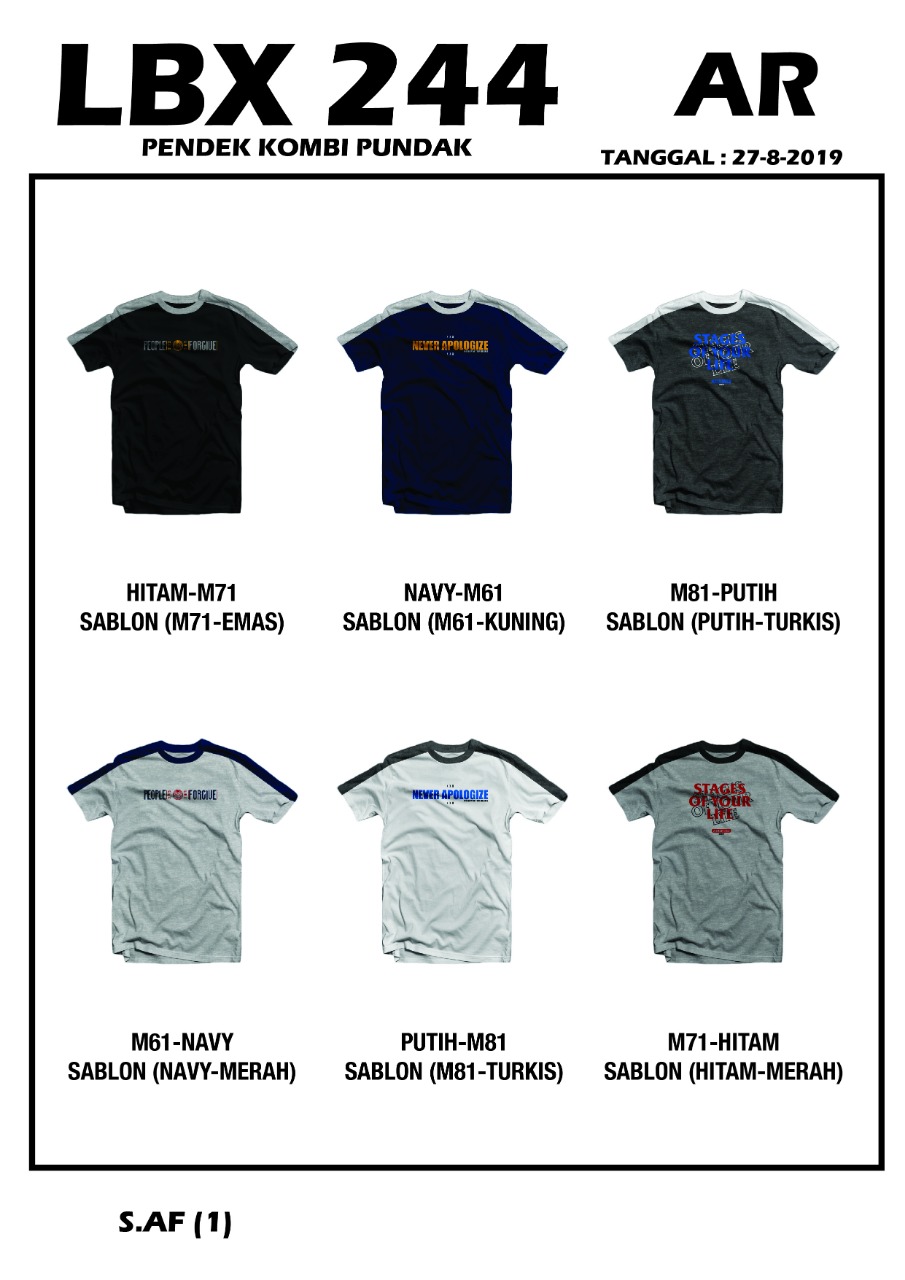 LBX 244
AR
PENDEK KOMBI PUNDAK
TANGGAL : 27-8-2019
PEOPLE FORGIVE
NEVER APOLOGIZE
STAGES
OF YOUR
LIFE
HITAM-M71
NAVY-M61
M81-PUTIH
SABLON (M71-EMAS)
SABLON (M61-KUNING)
SABLON (PUTIH-TURKIS)
PEOPLE FORGIVE
NEVER APOLOGIZE
STAGES
OF YOUR
LIFE
M61-NAVY
PUTIH-M81
M71-HITAM
SABLON (NAVY-MERAH)
SABLON (M81-TURKIS)
SABLON (HITAM-MERAH)
S.AF (1)